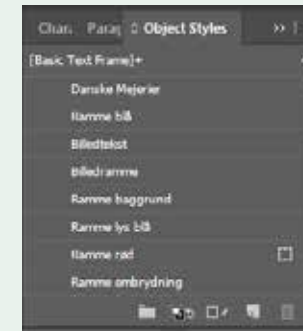 Char. Parag Object Styles
[Basic Text Frame]+
Danske Mejerier
Ramme blå
Billedtekst
Billedramme
Ramme baggrund
Ramme lys blå
Ramme rød
Ramme ombrydning